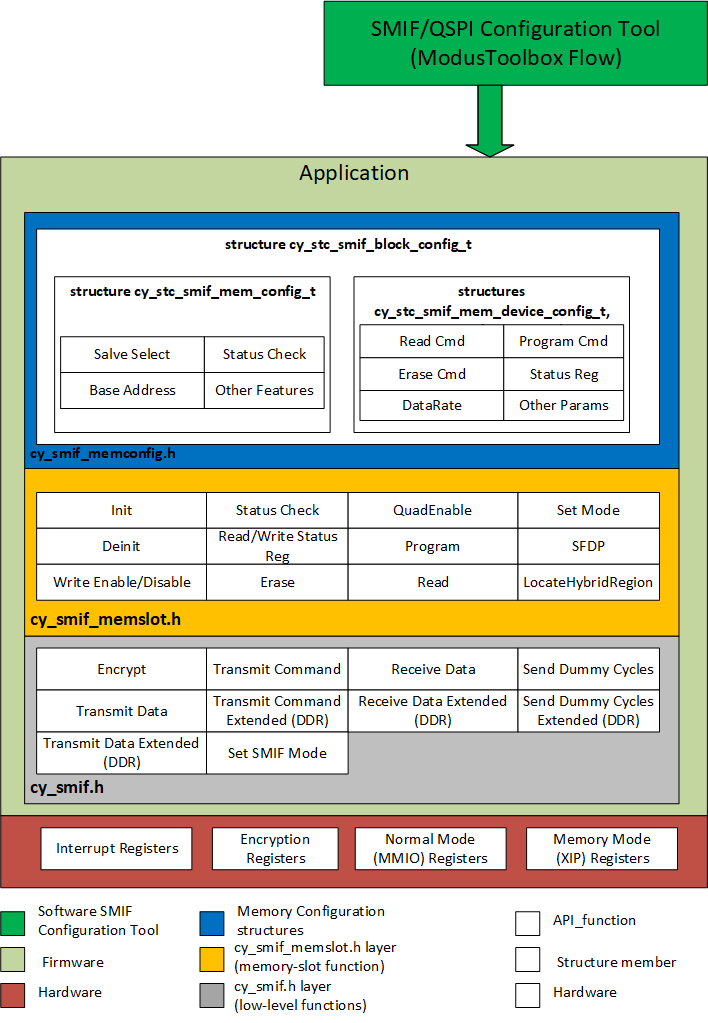 SMIF/QSPI Configuration Tool
(ModusToolbox Flow)
Application
structure cy_stc_smif_block_config_t
structure cy_stc_smif_mem_config_t
Salve Select
Status Check
Base Address
Other Features
structures
cy_stc_smif_mem_device_config_t,
Read Cmd
Program Cmd
Erase Cmd
Status Reg
DataRate
Other Params
cy_smif_memconfig.h
Init
Status Check
QuadEnable
Set Mode
Deinit
Read/Write Status
Reg
Program
SFDP
Write Enable/Disable
Erase
Read
LocateHybridRegion
cy_smif_memslot.h
Encrypt
Transmit Command
Receive Data
Send Dummy Cycles
Transmit Data
Transmit Command
Extended (DDR)
Receive Data Extended
(DDR)
Send Dummy Cycles
Extended (DDR)
Transmit Data Extended
(DDR)
Set SMIF Mode
cy_smif.h
Interrupt Registers
Encryption
Registers
Normal Mode
(MMIO) Registers
Memory Mode
(XIP) Registers
Software SMIF
Configuration Tool
Memory Configuration
structures
API_function
Firmware
cy_smif_memslot.h layer
(memory-slot function)
Structure member
Hardware
cy_smif.h layer
(low-level functions)
Hardware